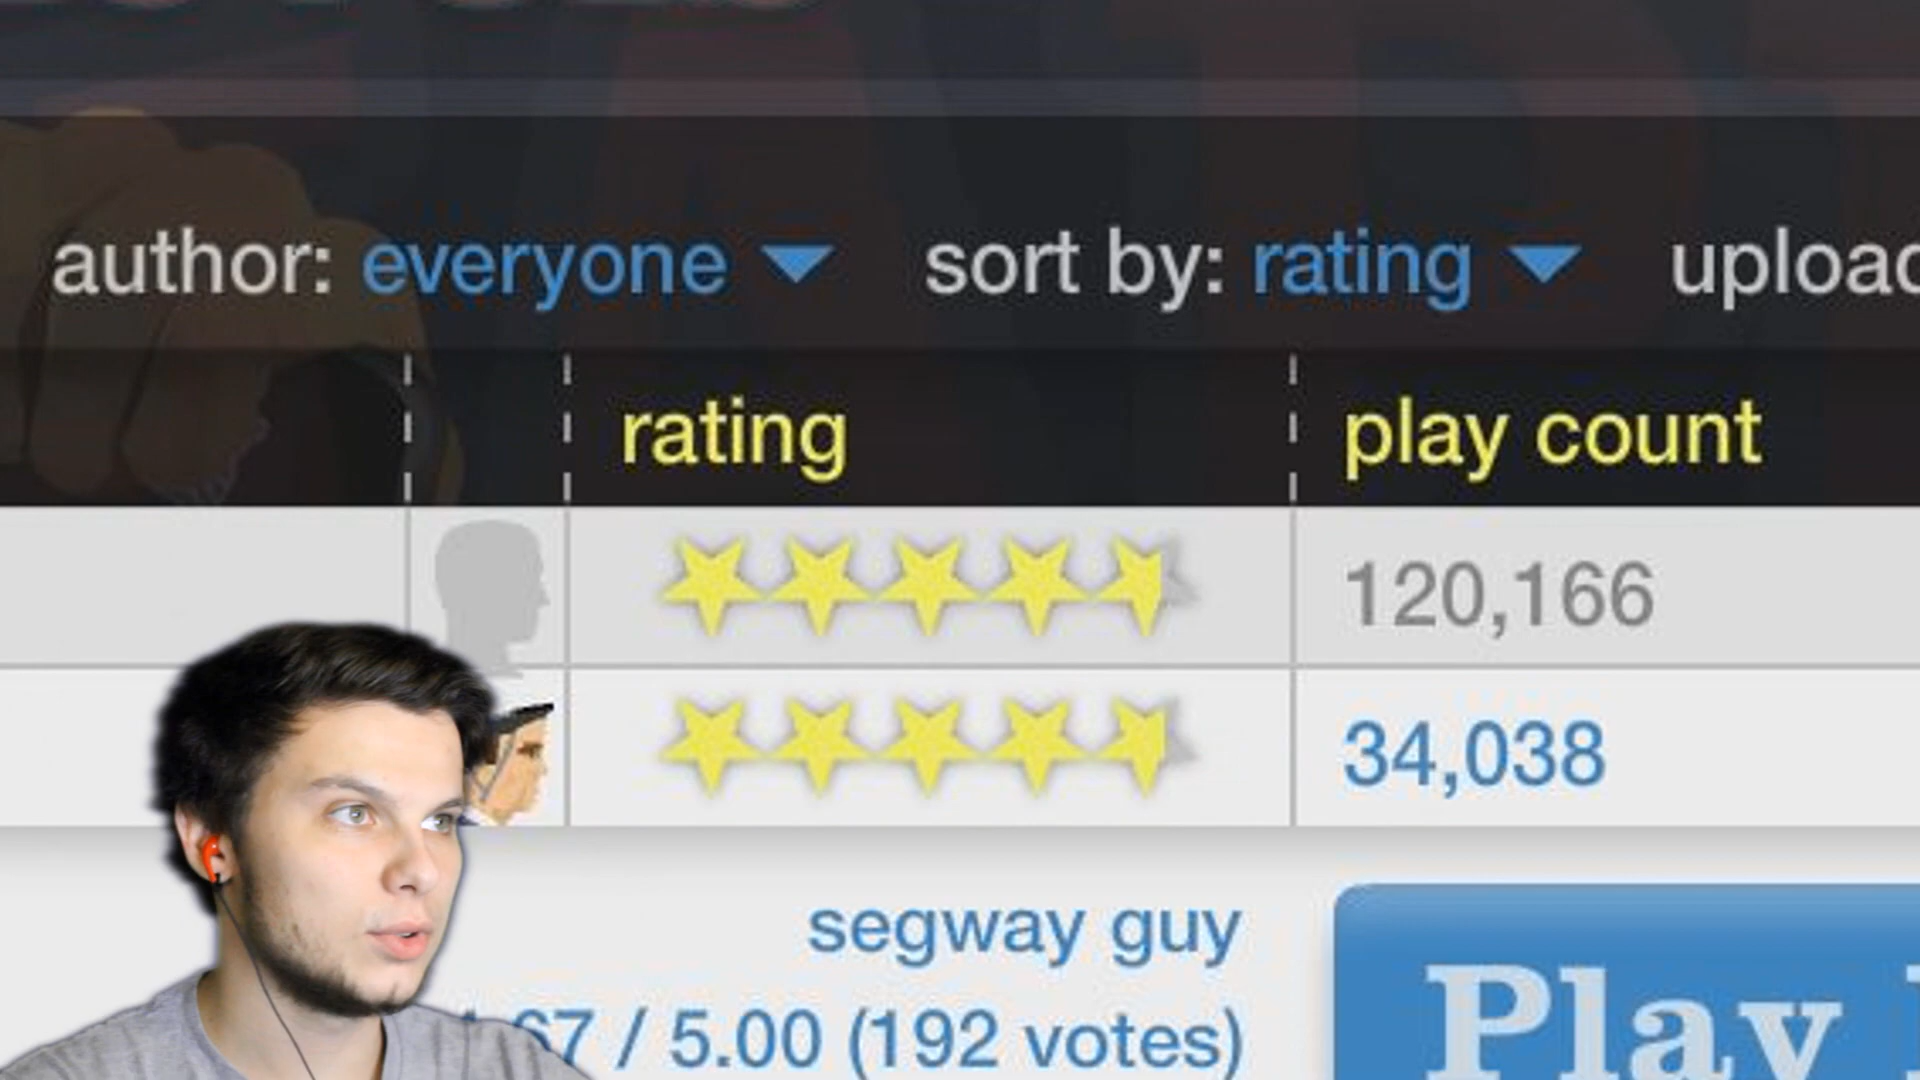 author: everyone sort by: rating
rating play count
120,166
34,038
segway guy
/ 5.00 (192 votes)
Play